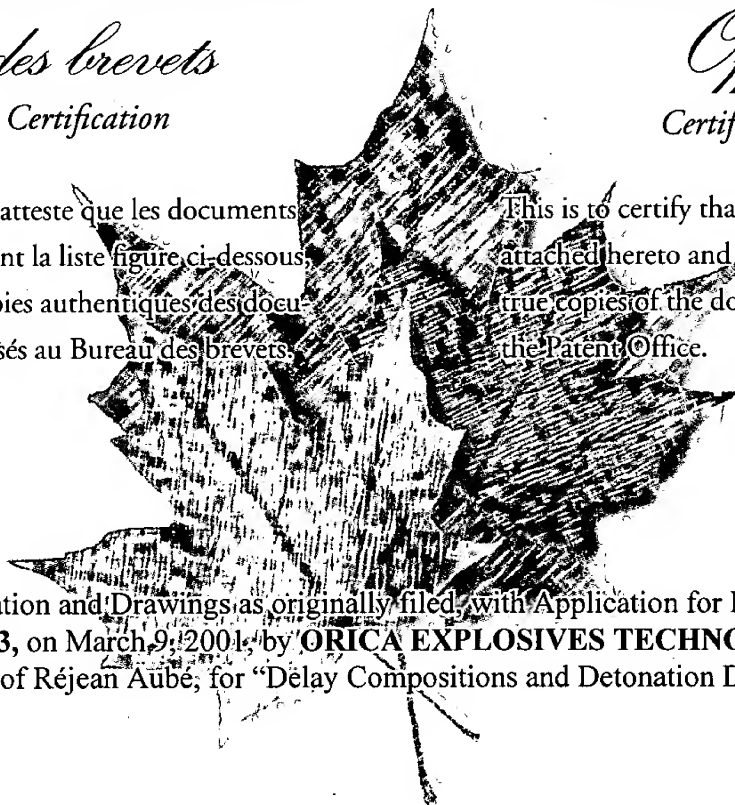 des brevets
Certification
atteste que les documents
nt la liste figure ci-dessous
pies authentiques des docu-
sés au Bureau des brevets.
Certif
This is to certify tha
attached hereto and
true copies of the do
the Patent Office.
ation and Drawings as originally filed, with Application for
3, on March 9, 2001, by ORICA EXPLOSIVES TECHNO
of Réjean Aubé, for “Delay Compositions and Detonation D